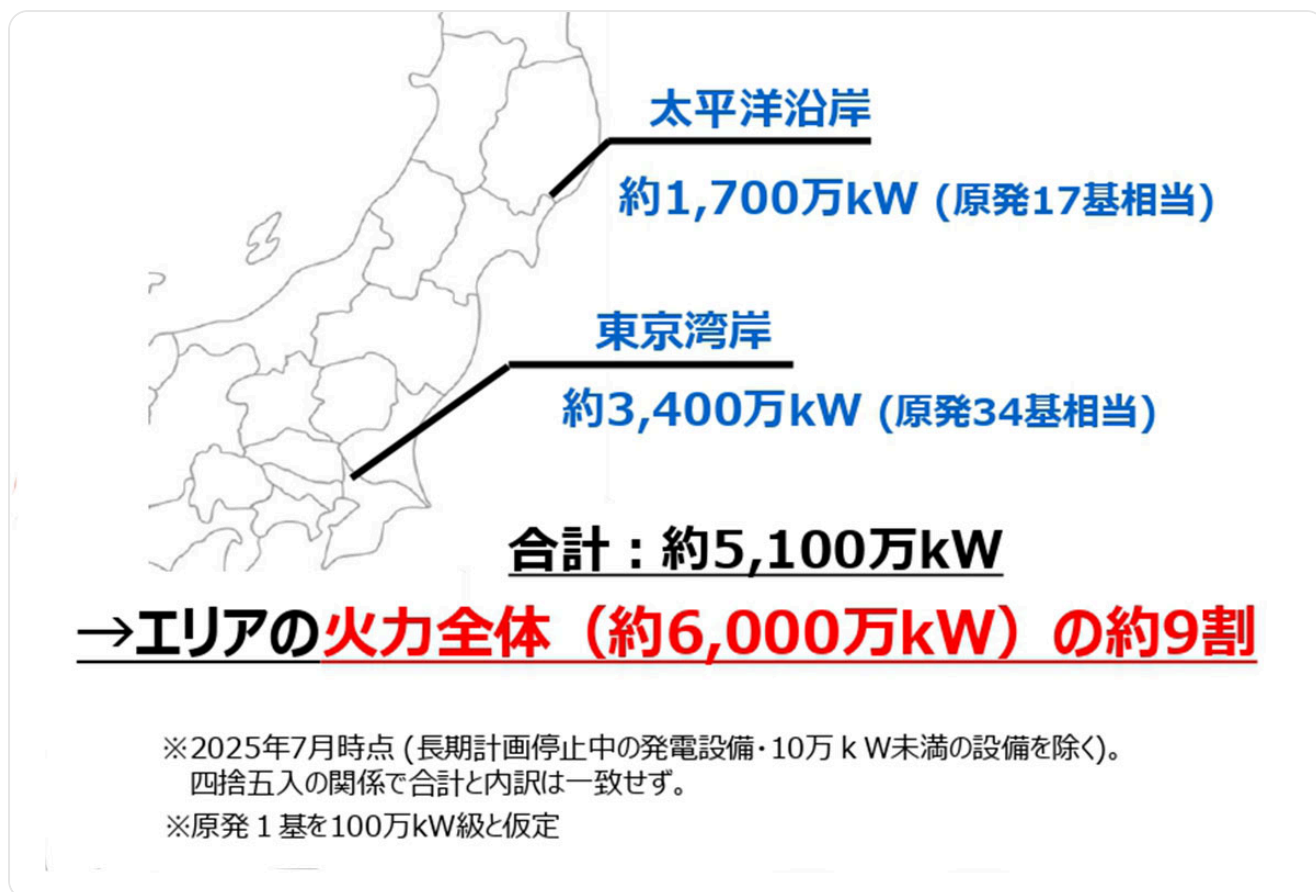 太平洋沿岸
約1,700万kW (原発17基相当)
東京湾岸
約3,400万kW (原発34基相当)
合計：約5,100万kW
→エリアの火力全体（約6,000万kW）の約9割
※2025年7月時点 (長期計画停止中の発電設備・10万ｋW未満の設備を除く)。
四捨五入の関係で合計と内訳は一致せず。
※原発１基を100万kW級と仮定